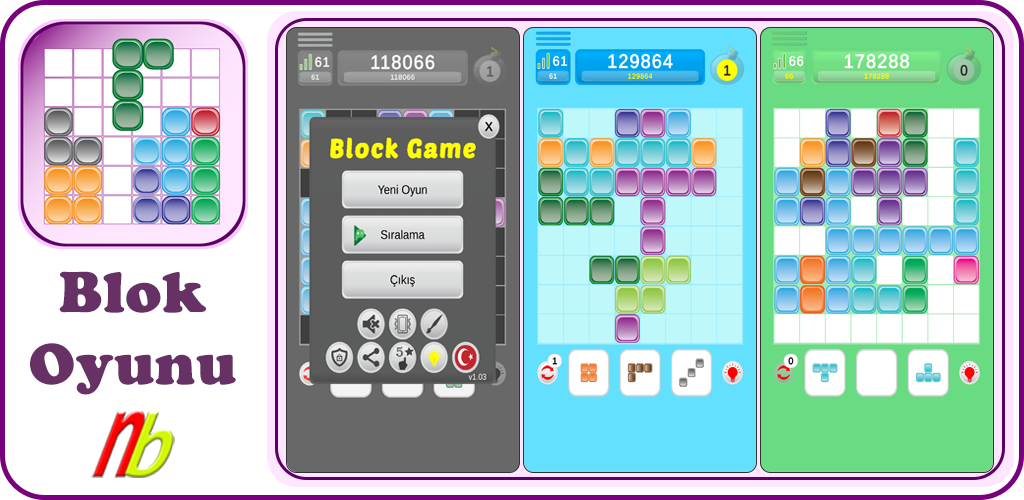 Blok
Oyunu
nb
61
61
118066
118066
1
X
Block Game
Yeni Oyun
Sıralama
Çıkış
5
v1.03
61
61
129864
129864
1
1
66
66
178288
178288
0
0